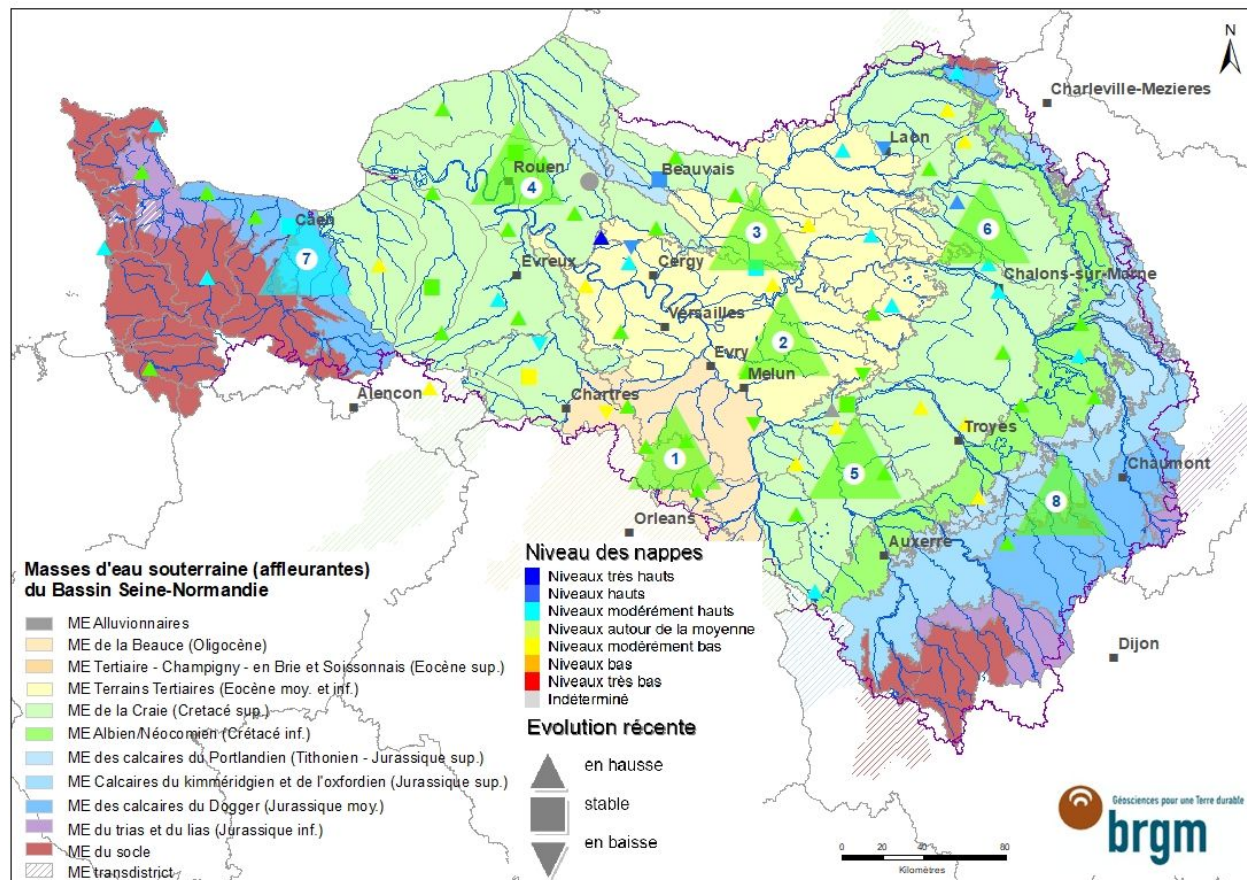 N
Charleville-Mezieres
Laon
Rouen
Beauvais
4
3
6
Caen
7
Evreux
Cergy
Chalons-sur-Marne
Versailles
2
Evry
Melun
Alencon
Chartres
Troyes
1
5
Chaumont
8
Orleans
Auxerre
Dijon
Masses d'eau souterraine (affleurantes)
du Bassin Seine-Normandie
ME Alluvionnaires
ME de la Beauce (Oligocène)
ME Tertiaire - Champigny - en Brie et Soissonnais (Eocène sup.)
ME Terrains Tertiaires (Eocène moy. et inf.)
ME de la Craie (Cretacé sup.)
ME Albien/Néocomien (Crétacé inf.)
ME des calcaires du Portlandien (Tithonien - Jurassique sup.)
ME Calcaires du kimméridgien et de l'oxfordien (Jurassique sup.)
ME des calcaires du Dogger (Jurassique moy.)
ME du trias et du lias (Jurassique inf.)
ME du socle
ME transdistrict
Niveau des nappes
Niveaux très hauts
Niveaux hauts
Niveaux modérément hauts
Niveaux autour de la moyenne
Niveaux modérément bas
Niveaux bas
Niveaux très bas
Indéterminé
Evolution récente
en hausse
stable
en baisse
0 20 40 80
Kilomètres
Géosciences pour une Terre durable
brgm